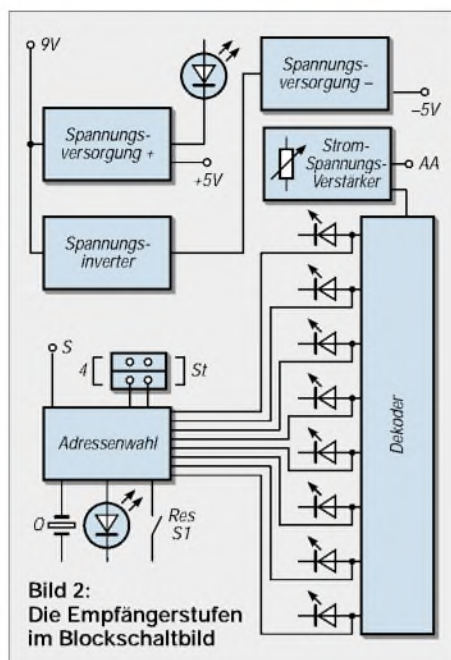 9V
Spannungs-
versorgung +
+5V
Spannungs-
versorgung –
–5V
Strom-
Spannungs-
Verstärker
AA
Spannungs-
inverter
S
4
St
Adressenwahl
Q
Res
S1
Dekoder
Bild 2:
Die Empfängerstufen
im Blockschaltbild